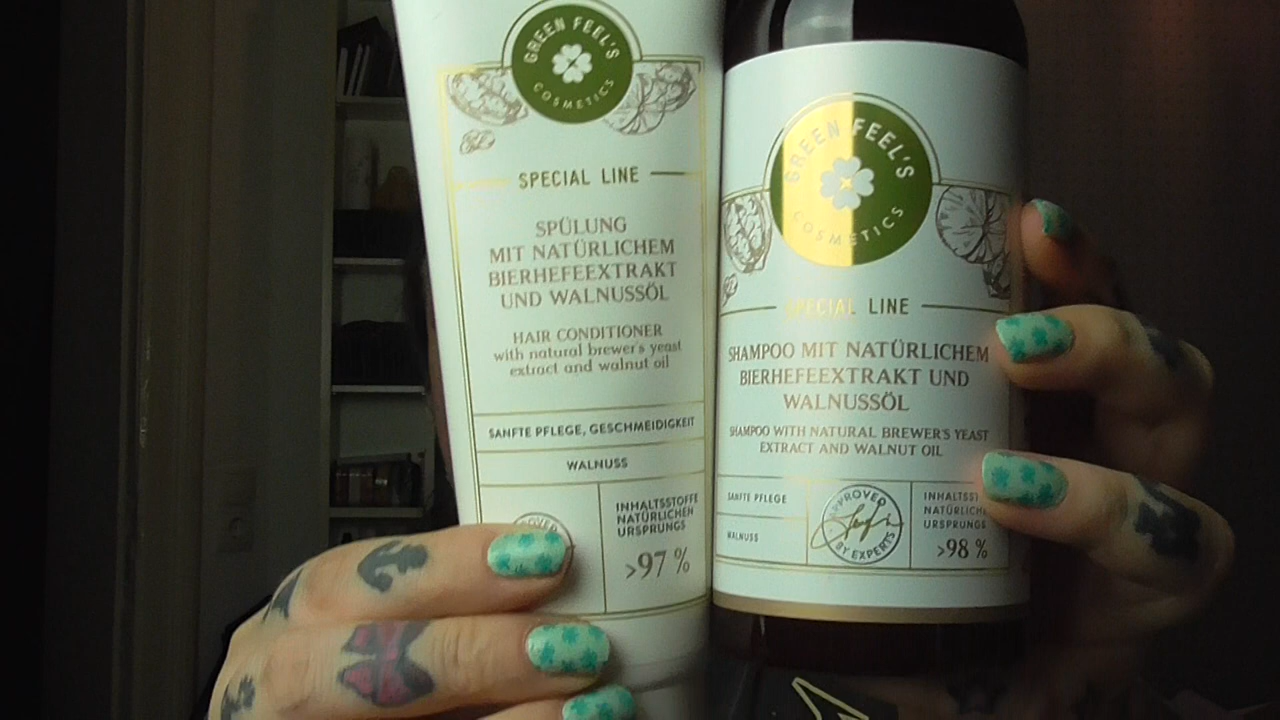 GREEN FEEL'S
COSMETICS
SPECIAL LINE
SPÜLUNG
MIT NATÜRLICHEM
BIERHEFEEXTRAKT
UND WALNUSSÖL
HAIR CONDITIONER
with natural brewer's yeast
extract and walnut oil
SANFTE PFLEGE, GESCHMEIDIGKEIT
WALNUSS
INHALTSSTOFFE
NATÜRLICHEN
URSPRUNGS
>97 %
GREEN FEEL'S
COSMETICS
SPECIAL LINE
SHAMPOO MIT NATÜRLICHEM
BIERHEFEEXTRAKT UND
WALNUSSÖL
SHAMPOO WITH NATURAL BREWER'S YEAST
EXTRACT AND WALNUT OIL
SANFTE PFLEGE
WALNUSS
APPROVED
BY EXPERTS
INHALTSST
NATÜRLICH
URSPRUNGS
>98 %